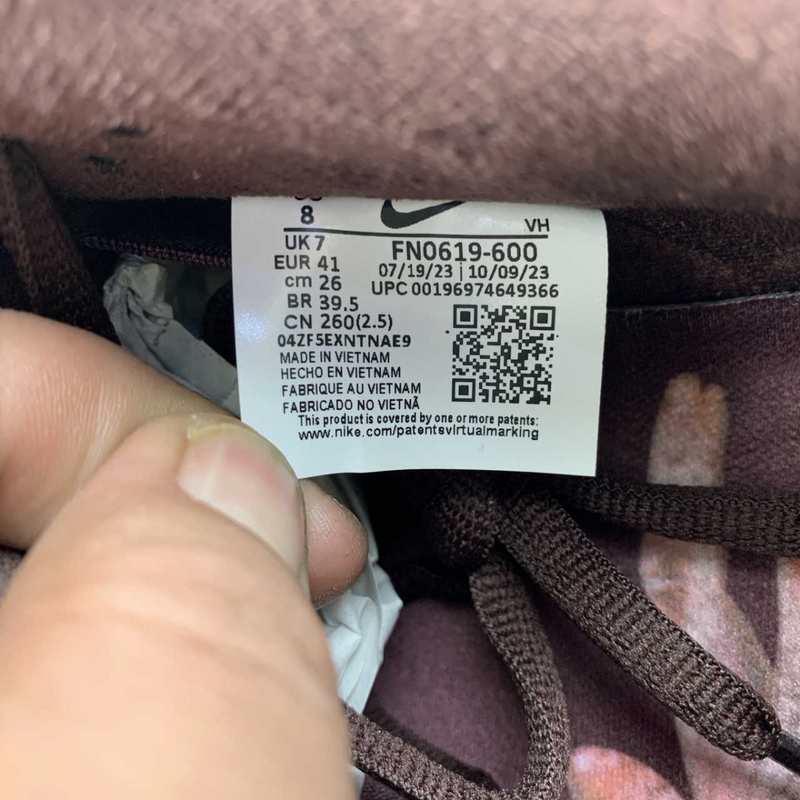 8
VH
UK 7
FN0619-600
EUR 41
07/19/23 | 10/09/23
cm 26
UPC 00196974649366
BR 39.5
CN 260(2.5)
04ZF5EXNTNAE9
MADE IN VIETNAM
HECHO EN VIETNAM
FABRIQUE AU VIETNAM
FABRICADO NO VIETNÃ
This product is covered by one or more patents:
www.nike.com/patentsvirtualmarking